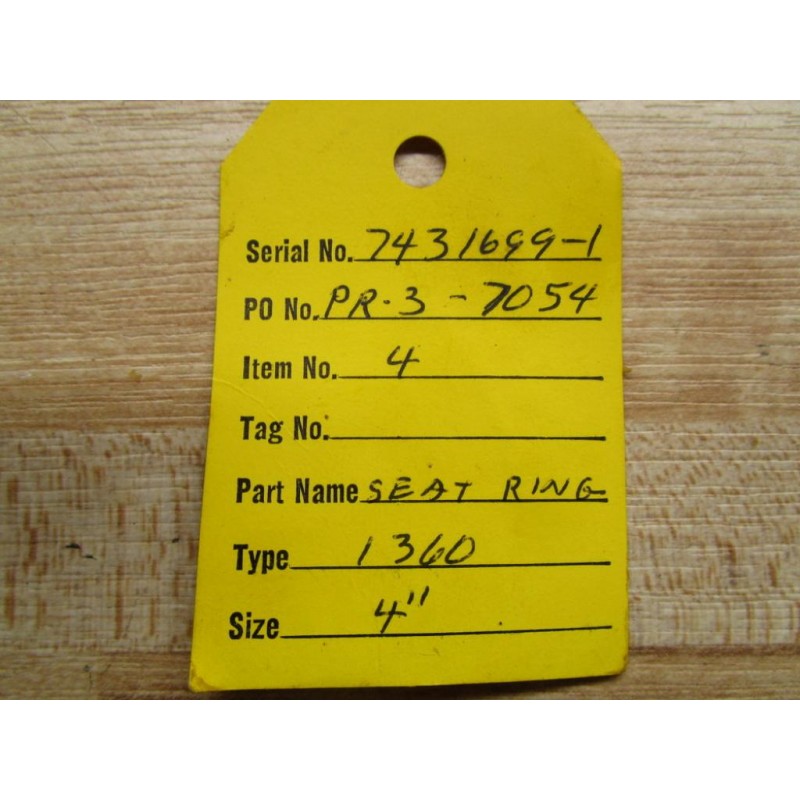 Serial No. 7431699-1
PO No. PR-3-7054
Item No. 4
Tag No.
Part Name SEAT RING
Type 1360
Size 4"